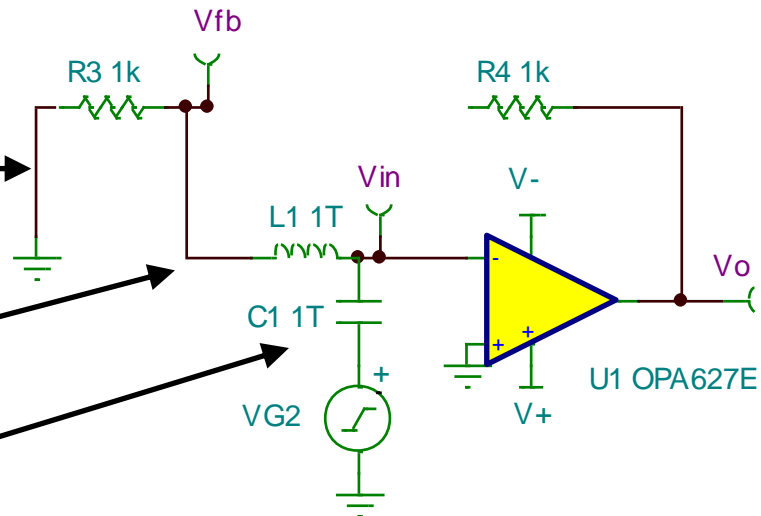 Vfb
R3 1k
R4 1k
Vin
V-
L1 1T
-
Vo
C1 1T
+
+
+
U1 OPA627E
VG2
V+